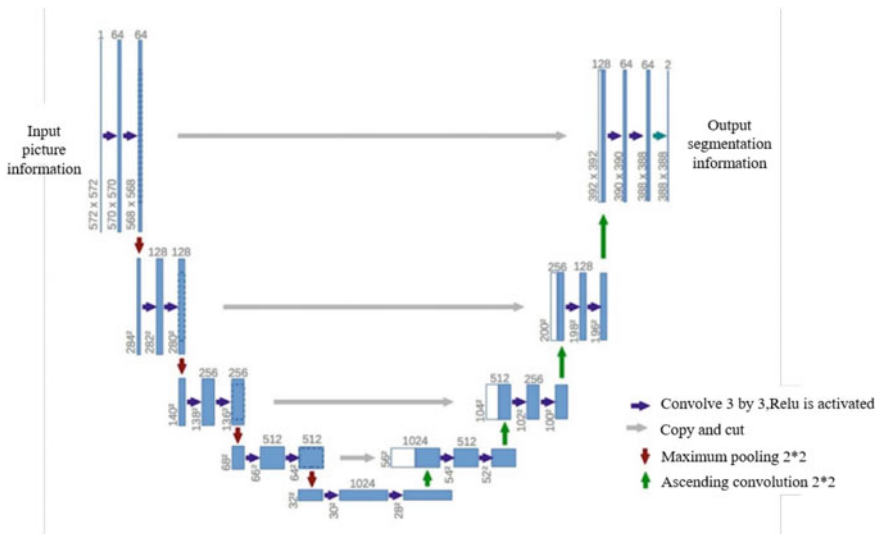 1 64 64
128 64 64 2
Input
picture
information
Output
segmentation
information
572 x 572
570 x 570
568 x 568
392 x 392
390 x 390
388 x 388
388 x 388
128 128
256 128
284²
282²
280²
200²
198²
196²
256 256
512 256
140²
138²
136²
104²
102²
100²
512 512
1024 512
68²
66²
64²
56²
54²
52²
1024
32²
30²
28²
Convolve 3 by 3,Relu is activated
Copy and cut
Maximum pooling 2*2
Ascending convolution 2*2